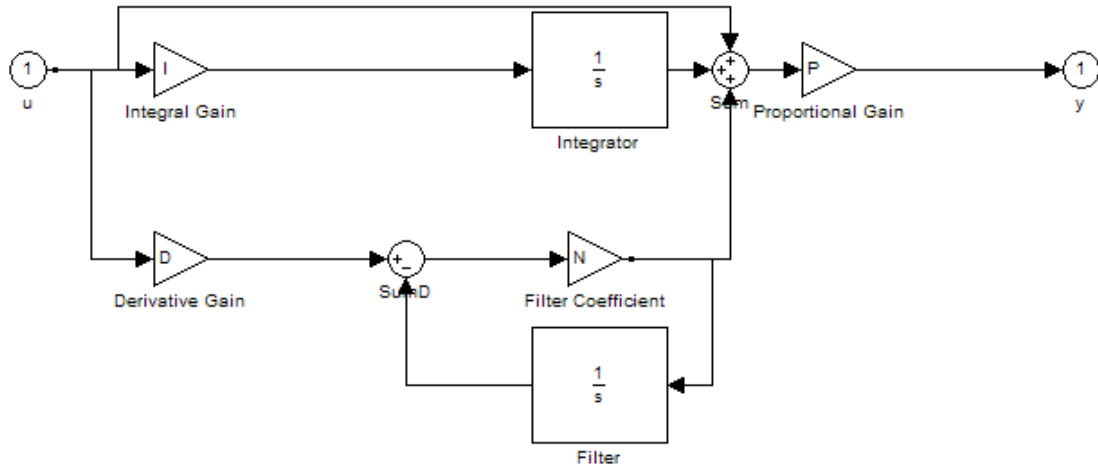 1
u
I
Integral Gain
1
s
Integrator
+
+
+
Sum
P
Proportional Gain
1
y
D
Derivative Gain
+
−
SumD
N
Filter Coefficient
1
s
Filter